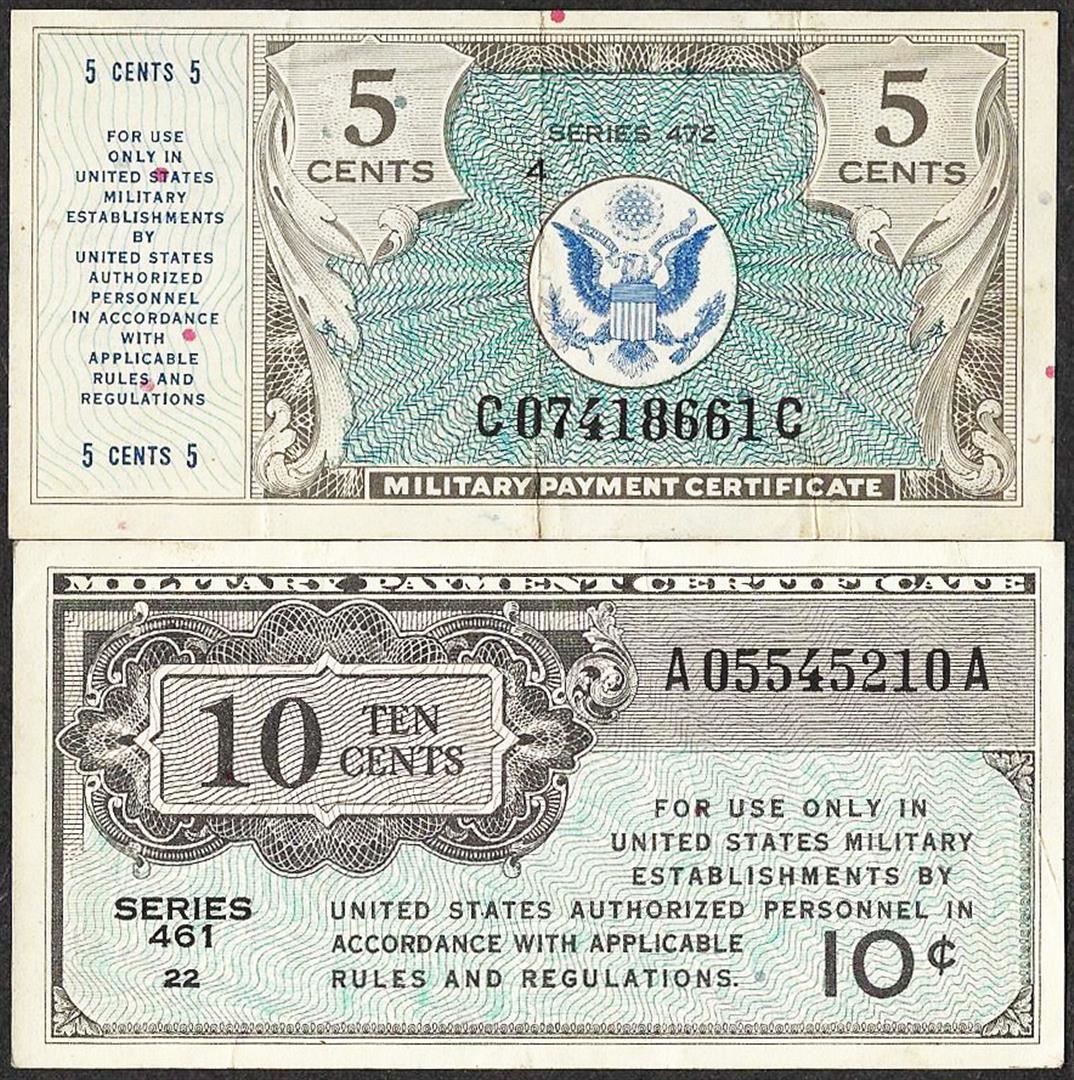 5 CENTS 5
FOR USE
ONLY IN
UNITED STATES
MILITARY
ESTABLISHMENTS
BY
UNITED STATES
AUTHORIZED
PERSONNEL
IN ACCORDANCE
WITH
APPLICABLE
RULES AND
REGULATIONS
5 CENTS 5
5
CENTS
SERIES 472
4
5
CENTS
C07418661C
MILITARY PAYMENT CERTIFICATE
MILITARY PAYMENT CERTIFICATE
A05545210A
10 TEN
CENTS
FOR USE ONLY IN
UNITED STATES MILITARY
ESTABLISHMENTS BY
UNITED STATES AUTHORIZED PERSONNEL IN
ACCORDANCE WITH APPLICABLE
RULES AND REGULATIONS.
SERIES
461
22
10¢